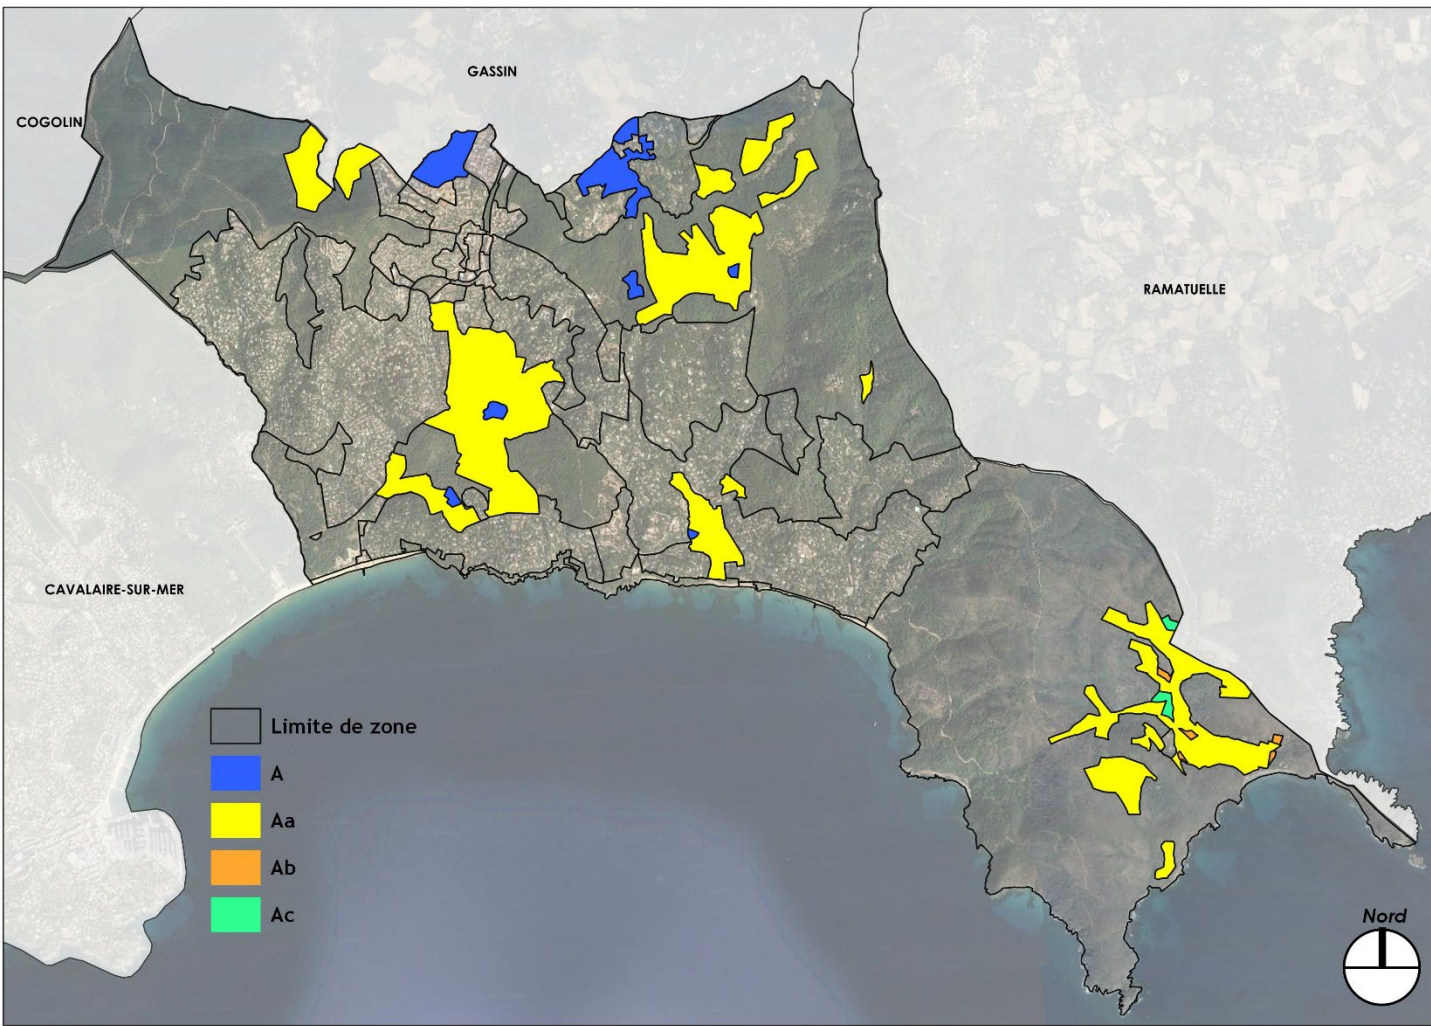 GASSIN
COGOLIN
RAMATUELLE
CAVALAIRE-SUR-MER
Limite de zone
A
Aa
Ab
Ac
Nord